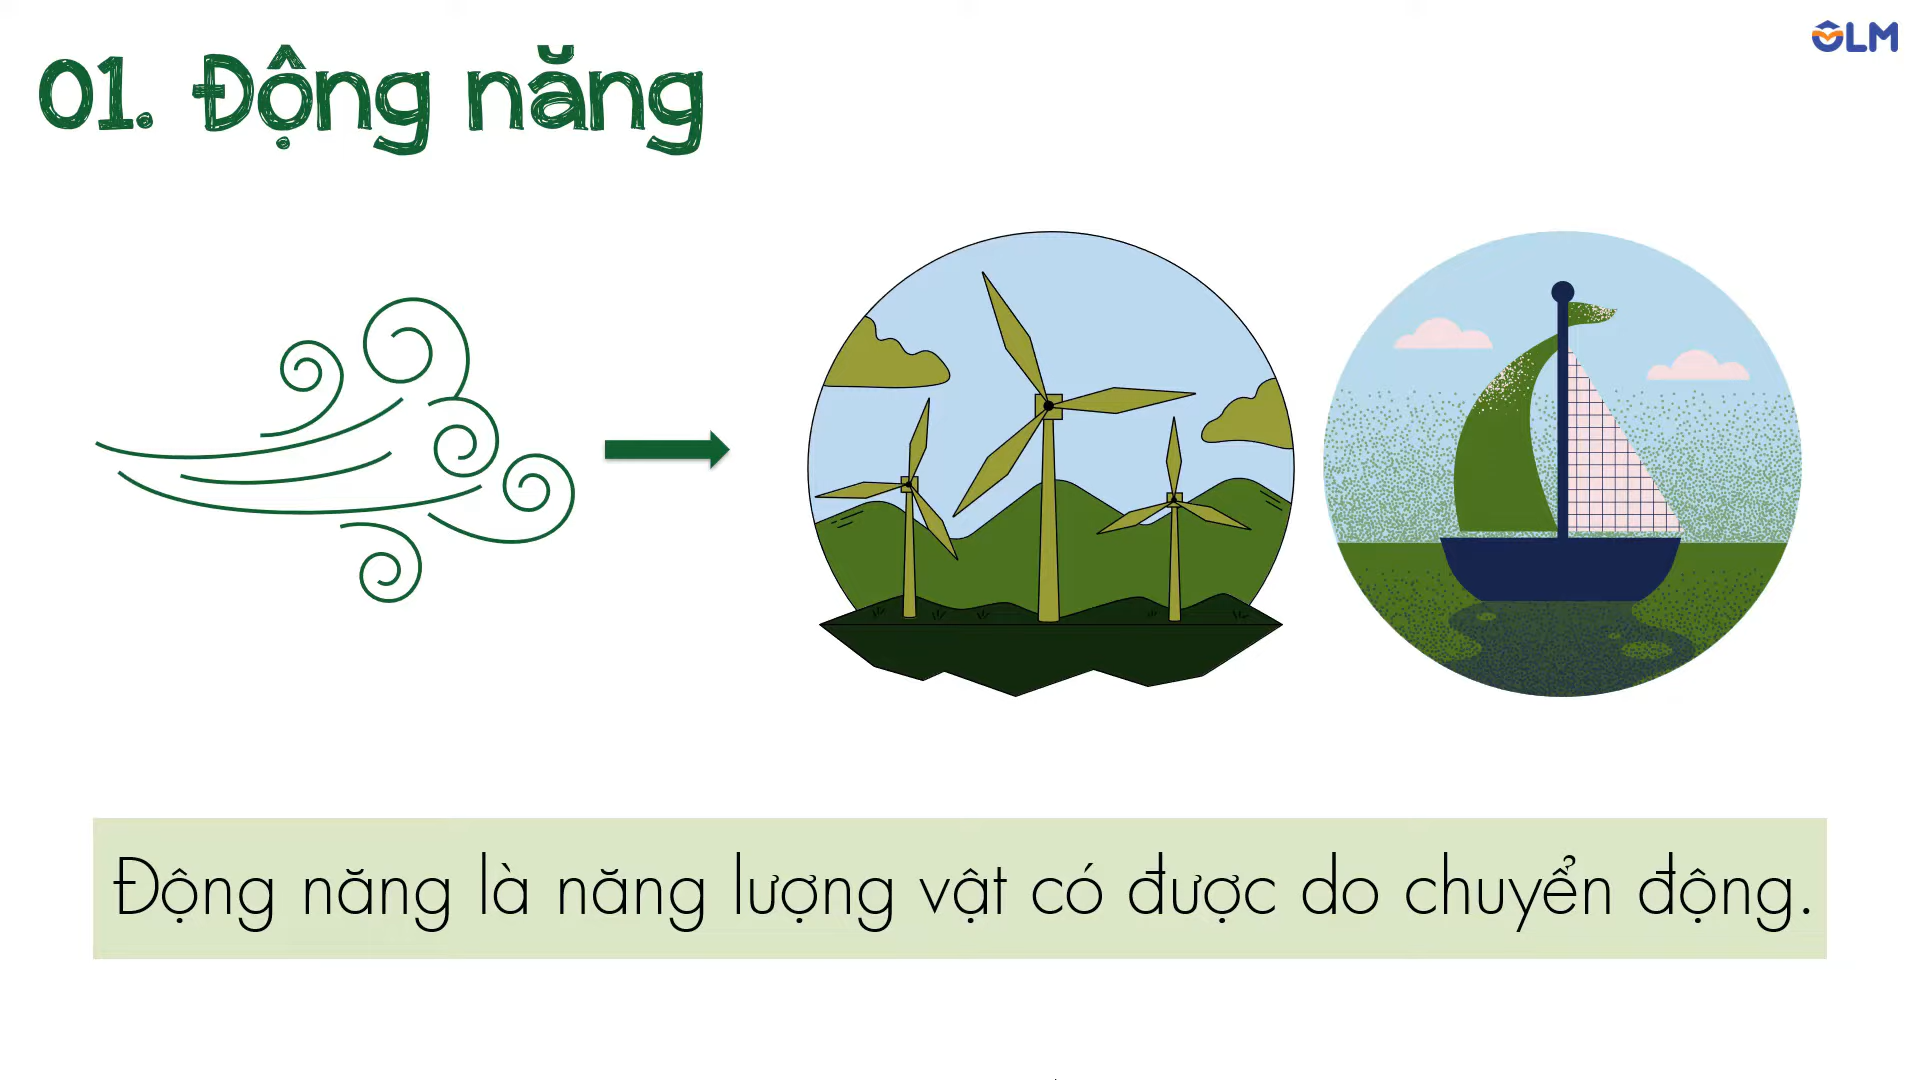 01. Động năng
OLM
Động năng là năng lượng vật có được do chuyển động.